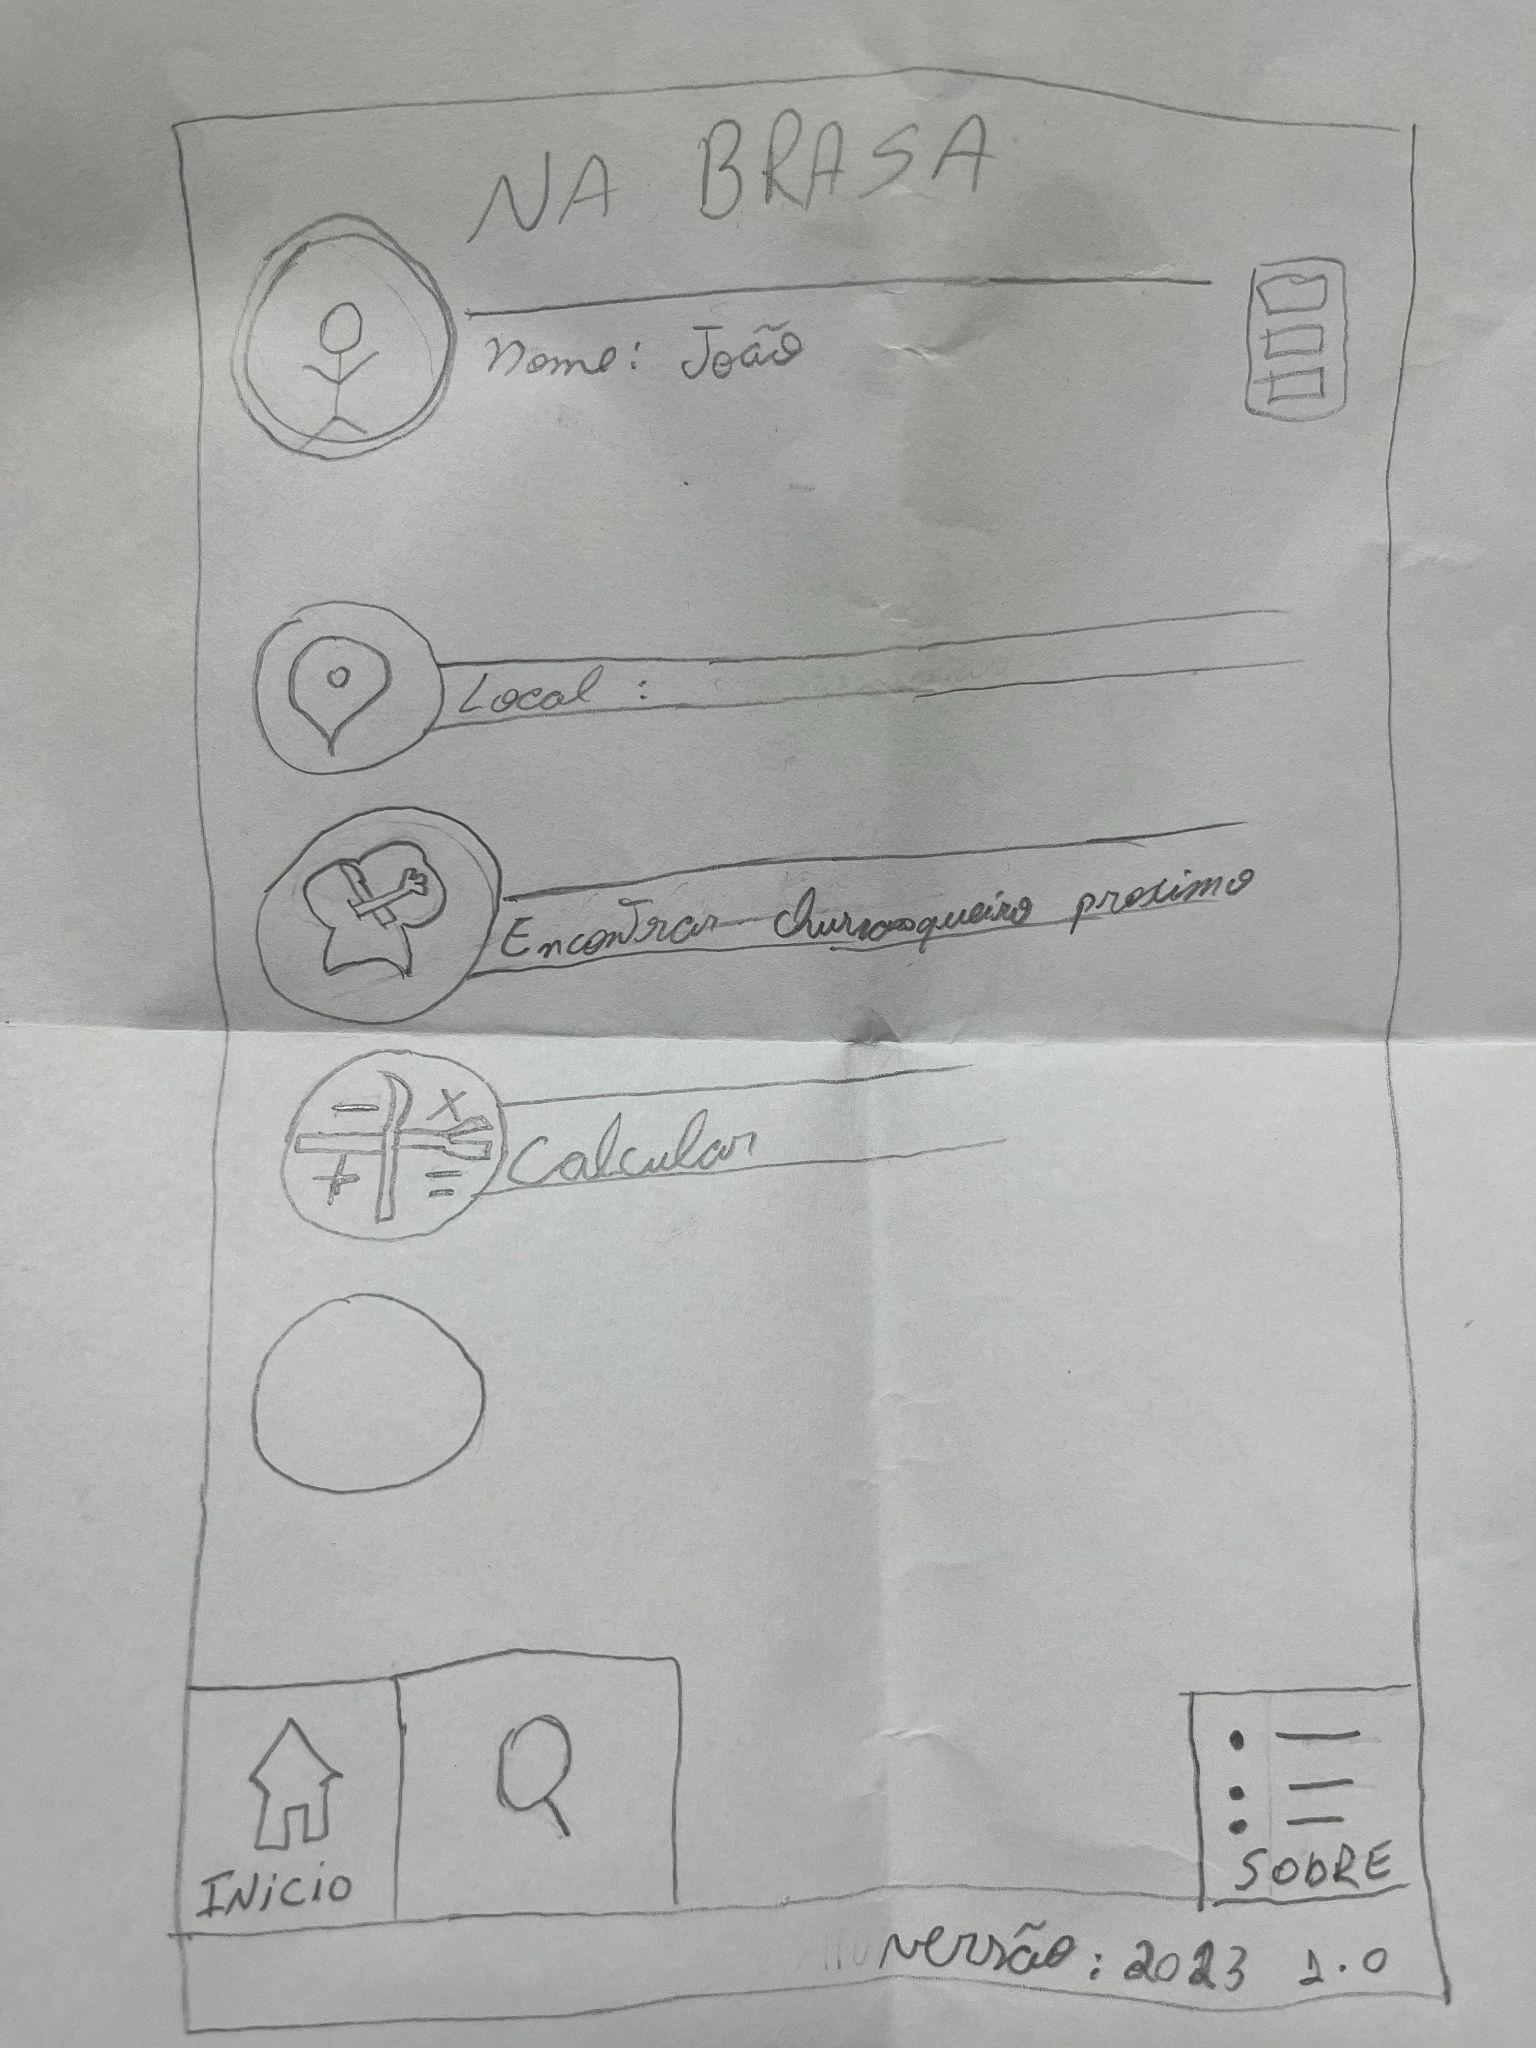 NA BRASA
Nome: João
Local :
Encontrar churrasqueiro proximo
- x
+ =
Calcular
INiCiO
SOBRE
versão: 2023 1.0